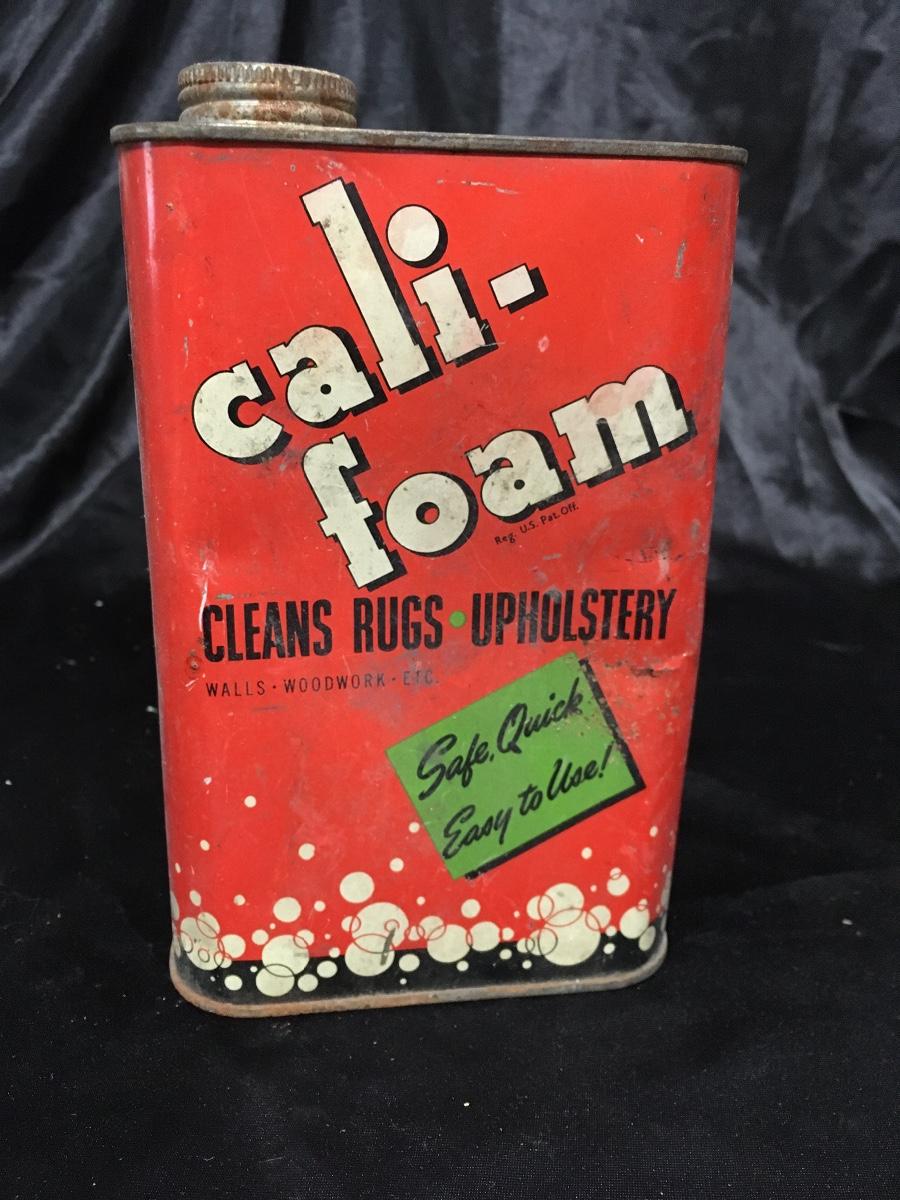 cali-
foam
Reg. U.S. Pat. Off.
CLEANS RUGS • UPHOLSTERY
WALLS • WOODWORK • ETC.
Safe, Quick
Easy to Use!